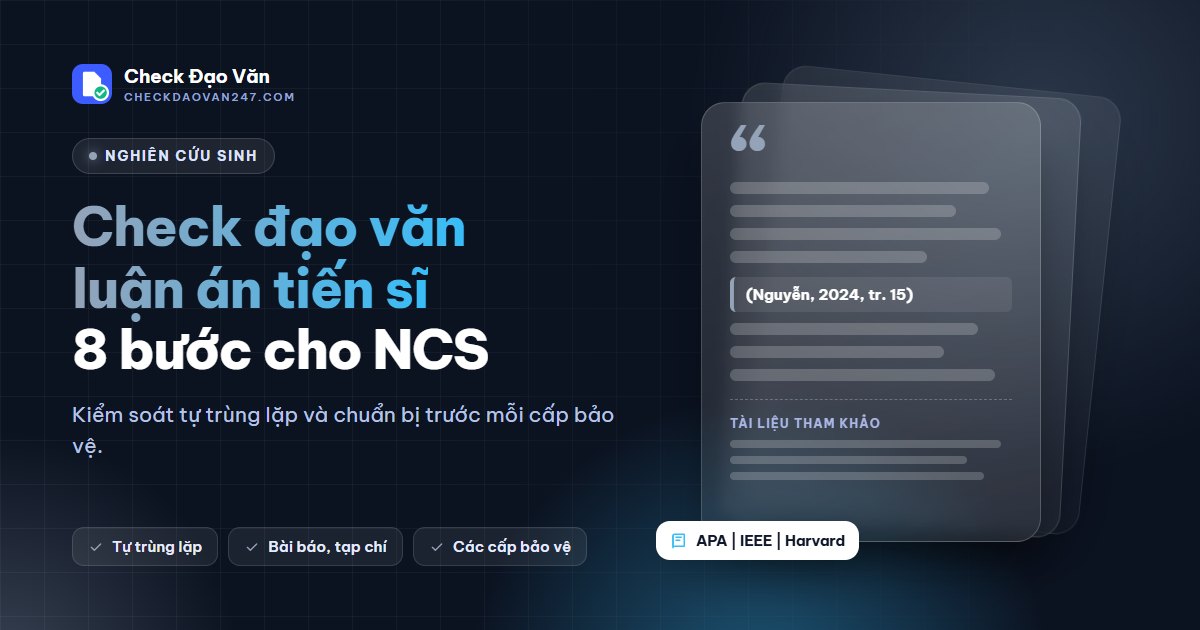 Check Đạo Văn
CHECKDAOVAN247.COM
NGHIÊN CỨU SINH
Check đạo văn
luận án tiến sĩ
8 bước cho NCS
Kiểm soát tự trùng lặp và chuẩn bị trước mỗi cấp bảo
vệ.
Tự trùng lặp
Bài báo, tạp chí
Các cấp bảo vệ
“
(Nguyễn, 2024, tr. 15)
TÀI LIỆU THAM KHẢO
APA | IEEE | Harvard